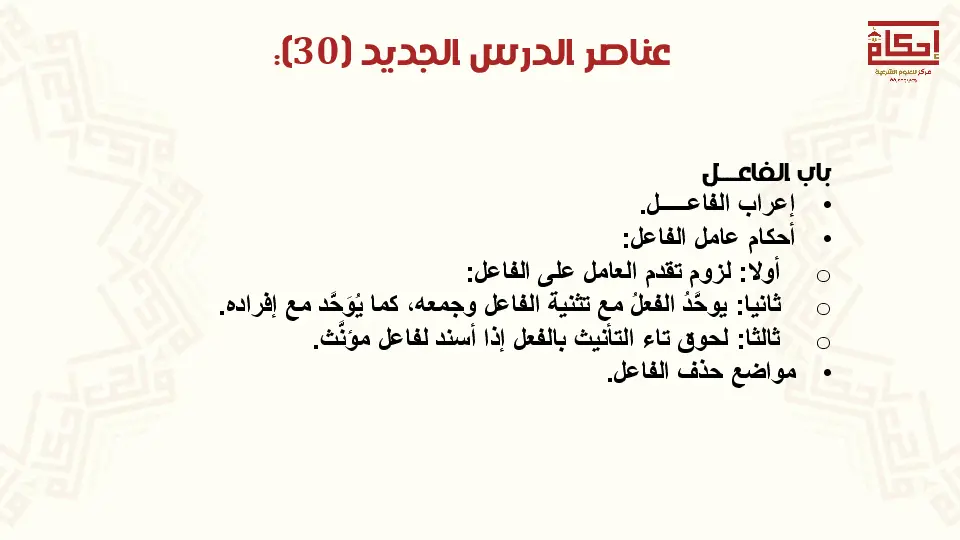 عناصر الدرس الجديد (30):
إحكام
مركز للعلوم الشرعية
باب الفاعـــل
• إعراب الفاعـــــل.
• أحكام عامل الفاعل:
o أولا: لزوم تقدم العامل على الفاعل:
o ثانيا: يوحَّدُ الفعلُ مع تثنية الفاعل وجمعه، كما يُوَحَّد مع إفراده.
o ثالثا: لحوق تاء التأنيث بالفعل إذا أسند لفاعل مؤنَّث.
• مواضع حذف الفاعل.